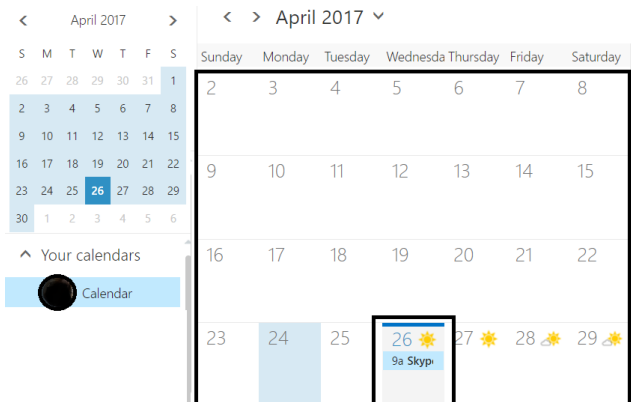 April 2017
S M T W T F S
26 27 28 29 30 31 1
2 3 4 5 6 7 8
9 10 11 12 13 14 15
16 17 18 19 20 21 22
23 24 25 26 27 28 29
30 1 2 3 4 5 6
Your calendars
Calendar
April 2017
Sunday Monday Tuesday Wednesda Thursday Friday Saturday
2 3 4 5 6 7 8
9 10 11 12 13 14 15
16 17 18 19 20 21 22
23 24 25 26 27 28 29
9a Skyp